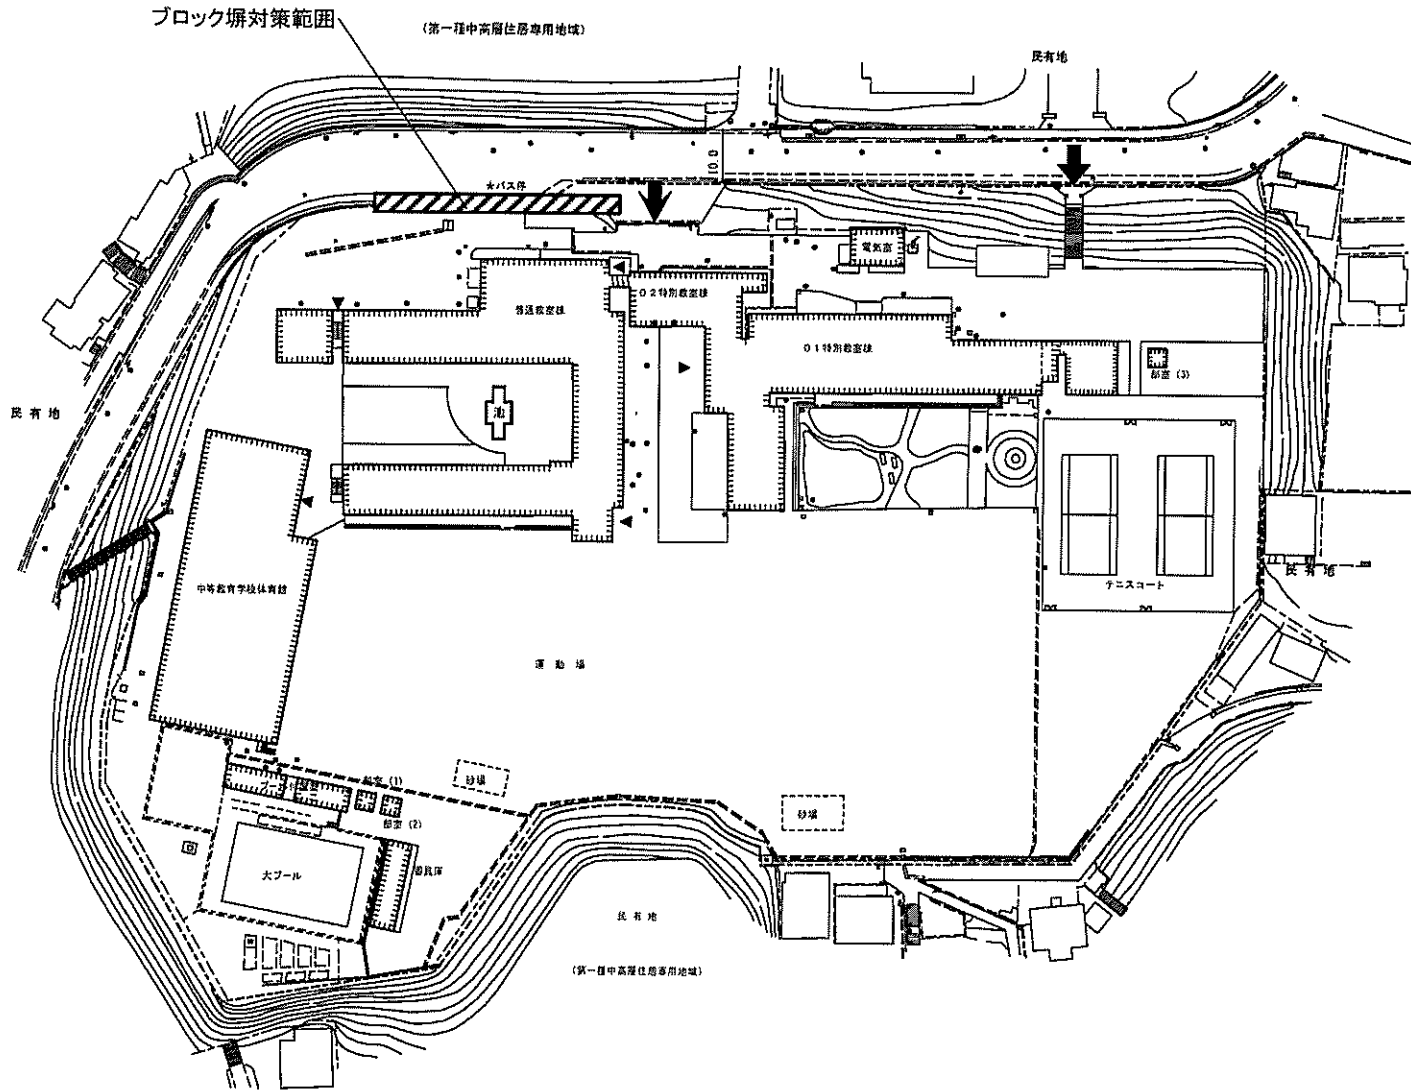 ブロック塀対策範囲
(第一種中高層住居専用地域)
民有地
10.0
★バス停
電気室
普通教室棟
02特別教室棟
01特別教室棟
部室 (3)
池
民有地
テニスコート
民有地
中等教育学校体育館
運動場
部室 (1)
砂場
部室 (2)
砂場
大プール
民有地
(第一種中高層住居専用地域)